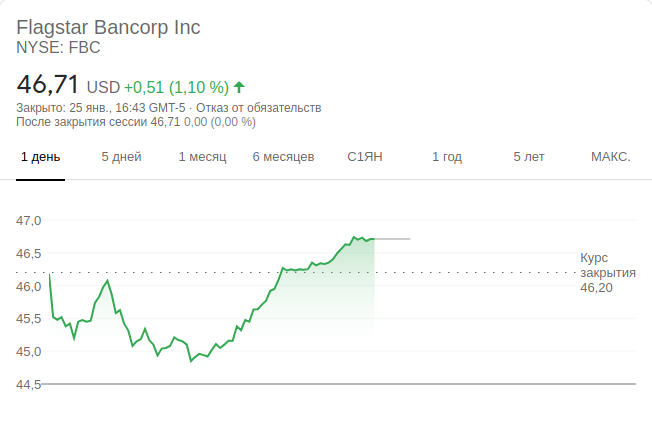 Flagstar Bancorp Inc
NYSE: FBC
46,71 USD +0,51 (1,10 %)
Закрыто: 25 янв., 16:43 GMT-5 · Отказ от обязательств
После закрытия сессии 46,71 0,00 (0,00 %)
1 день 5 дней 1 месяц 6 месяцев С1ЯН 1 год 5 лет МАКС.
47,0
46,5
46,0
45,5
45,0
44,5
Курс
закрытия
46,20